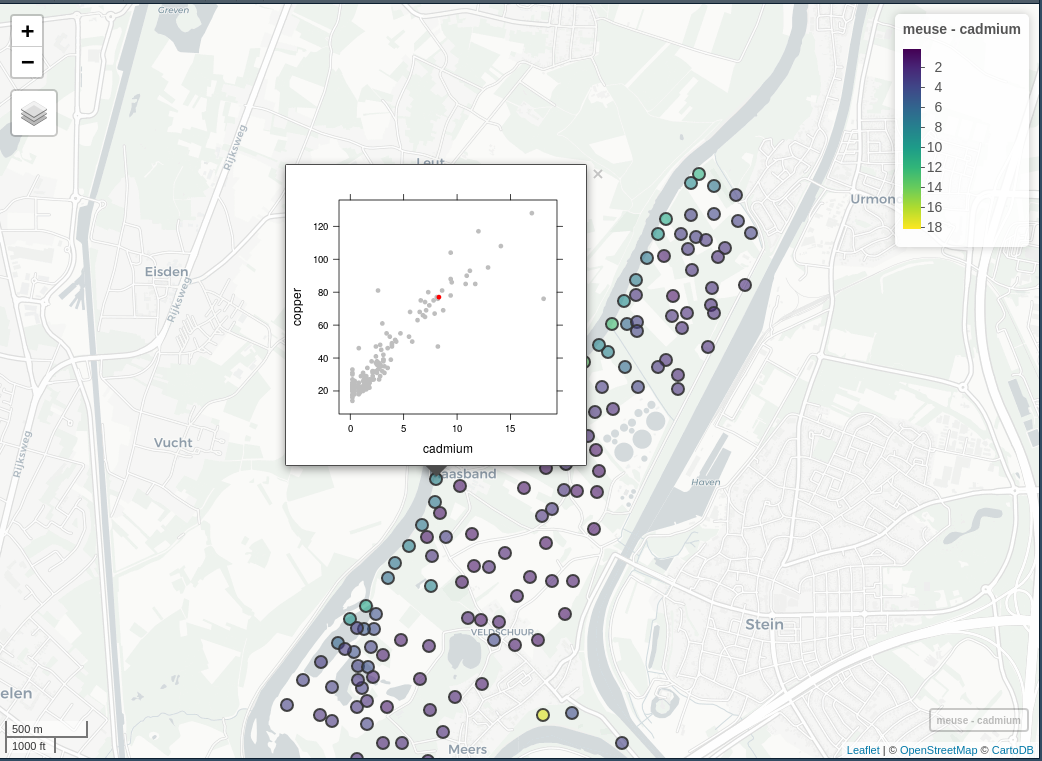 Greven
+
−
meuse - cadmium
2
4
6
8
10
12
14
16
18
Rijksweg
Leut
×
Urmon
Eisden
Rijksweg
120
100
80
60
40
20
copper
0
5
10
15
cadmium
Vucht
Rijksweg
aasband
Haven
VELDSCHUUR
Stein
elen
500 m
1000 ft
Meers
meuse - cadmium
Leaflet | © OpenStreetMap © CartoDB